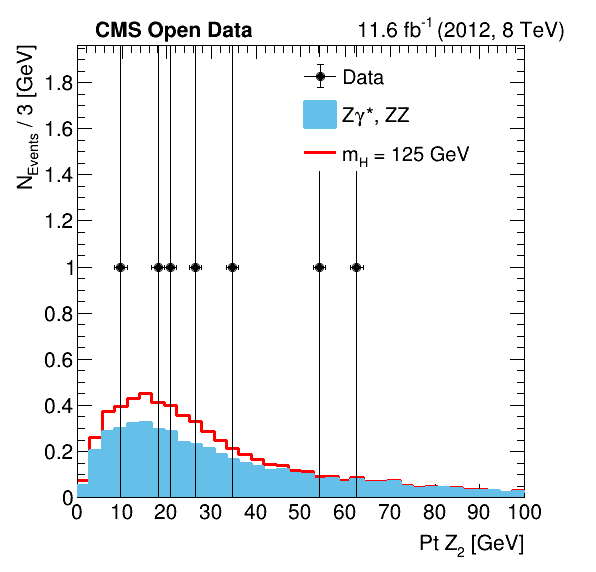 CMS Open Data 11.6 fb⁻¹ (2012, 8 TeV)
N_Events / 3 [GeV]
Data
Zγ*, ZZ
m_H = 125 GeV
1.8
1.6
1.4
1.2
1
0.8
0.6
0.4
0.2
0
0 10 20 30 40 50 60 70 80 90 100
Pt Z₂ [GeV]